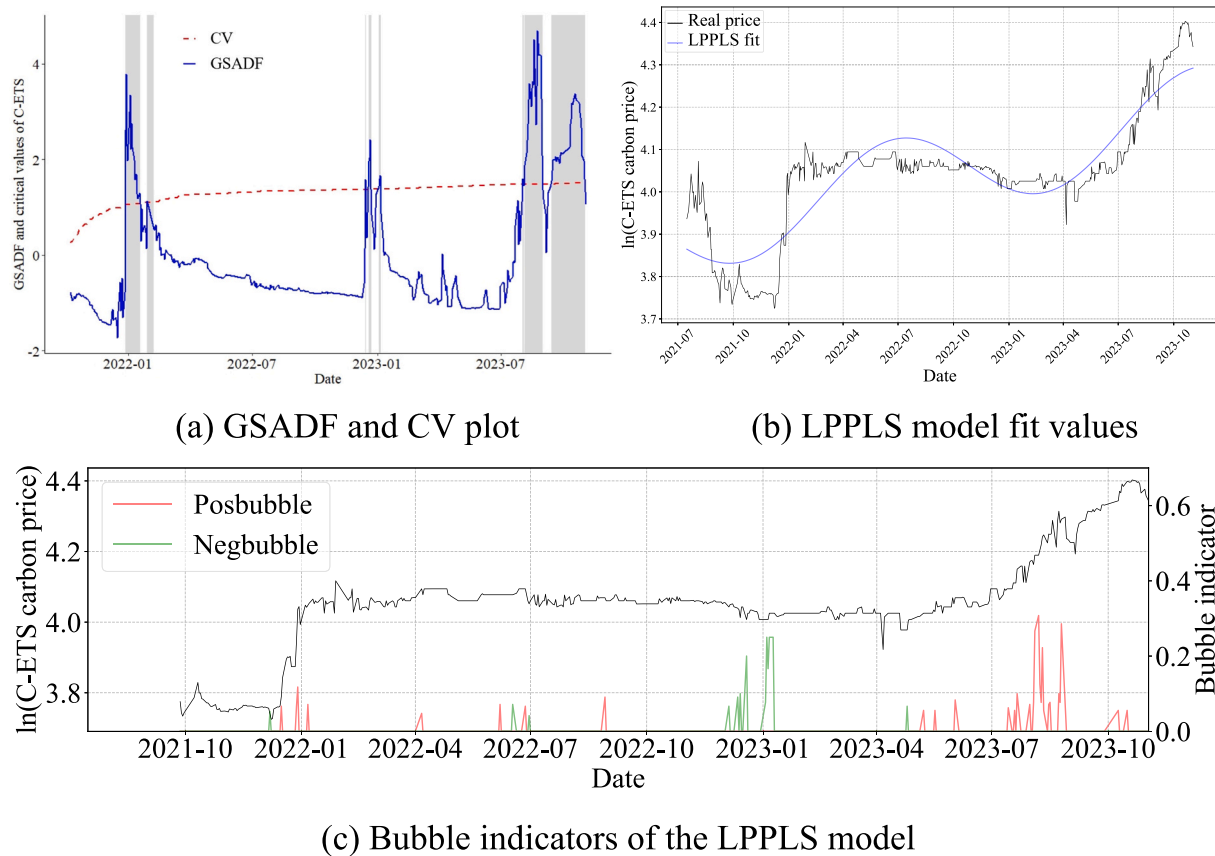 CV
GSADF
GSADF and critical values of C-ETS
4
2
0
-2
2022-01
2022-07
2023-01
2023-07
Date
(a) GSADF and CV plot
Real price
LPPLS fit
ln(C-ETS carbon price)
4.4
4.3
4.2
4.1
4.0
3.9
3.8
3.7
2021-07
2021-10
2022-01
2022-04
2022-07
2022-10
2023-01
2023-04
2023-07
2023-10
Date
(b) LPPLS model fit values
Posbubble
Negbubble
ln(C-ETS carbon price)
4.4
4.2
4.0
3.8
Bubble indicator
0.6
0.4
0.2
0.0
2021-10
2022-01
2022-04
2022-07
2022-10
2023-01
2023-04
2023-07
2023-10
Date
(c) Bubble indicators of the LPPLS model